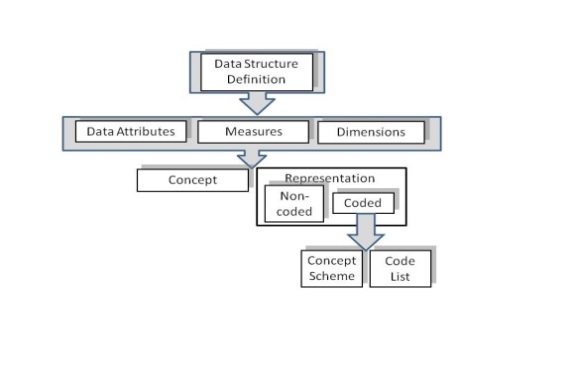 Data Structure
Definition
Data Attributes
Measures
Dimensions
Concept
Representation
Non-
coded
Coded
Concept
Scheme
Code
List